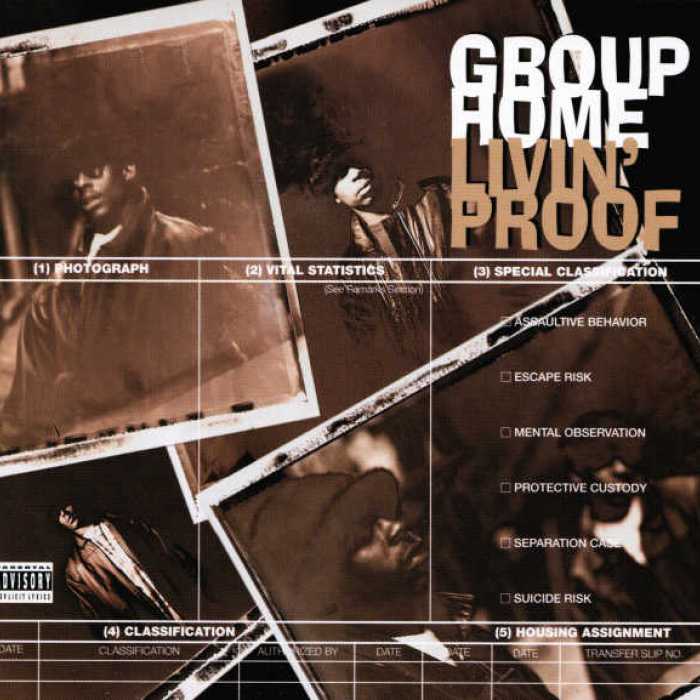 GROUP
HOME
LIVIN'
PROOF
(1) PHOTOGRAPH
(2) VITAL STATISTICS
(3) SPECIAL CLASSIFICATION
(See Remarks Section)
ASSAULTIVE BEHAVIOR
ESCAPE RISK
MENTAL OBSERVATION
PROTECTIVE CUSTODY
SEPARATION CASE
SUICIDE RISK
PARENTAL
ADVISORY
EXPLICIT LYRICS
(4) CLASSIFICATION
(5) HOUSING ASSIGNMENT
DATE
CLASSIFICATION
AUTHORIZED BY
DATE
DATE
DATE
TRANSFER SLIP NO.